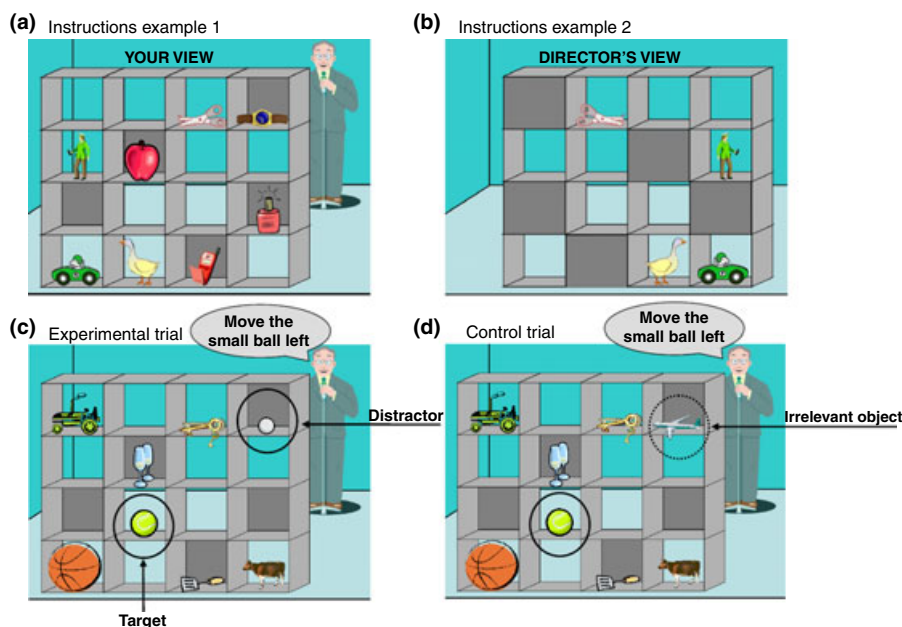 (a) Instructions example 1
YOUR VIEW
(b) Instructions example 2
DIRECTOR'S VIEW
(c) Experimental trial
Move the
small ball left
Distractor
Target
(d) Control trial
Move the
small ball left
Irrelevant object